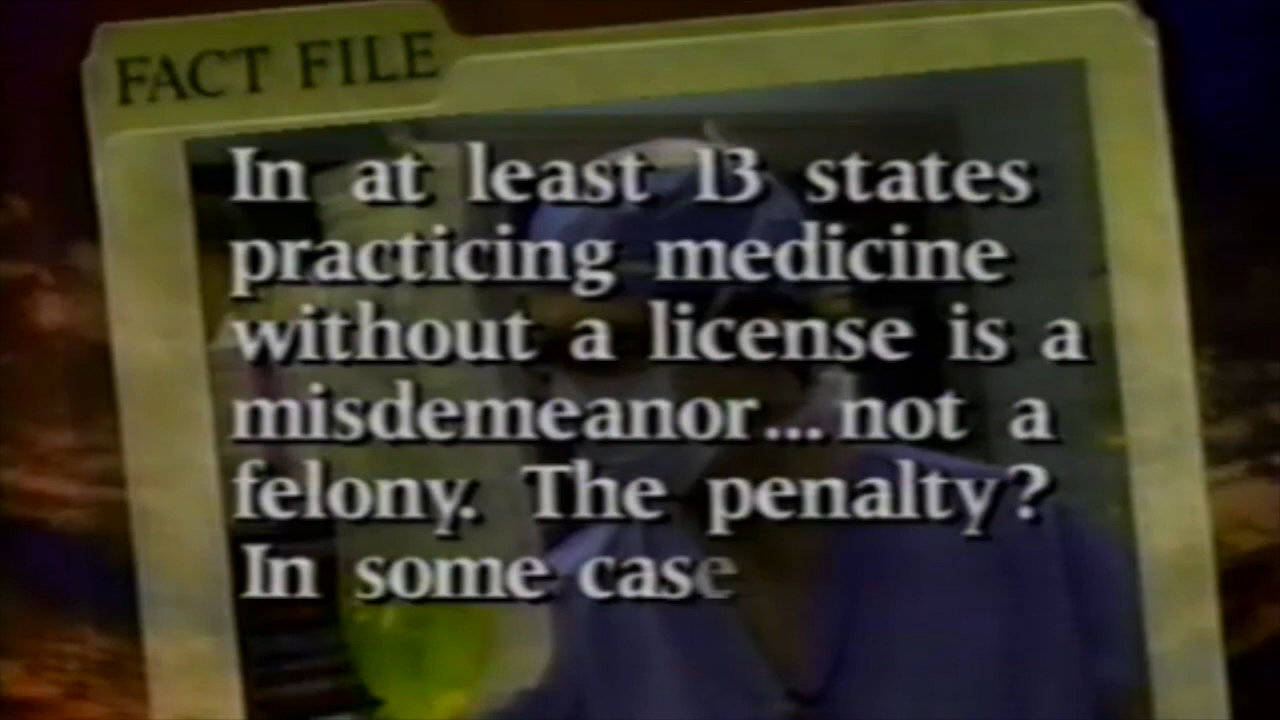 FACT FILE
In at least 13 states
practicing medicine
without a license is a
misdemeanor... not a
felony. The penalty?
In some case